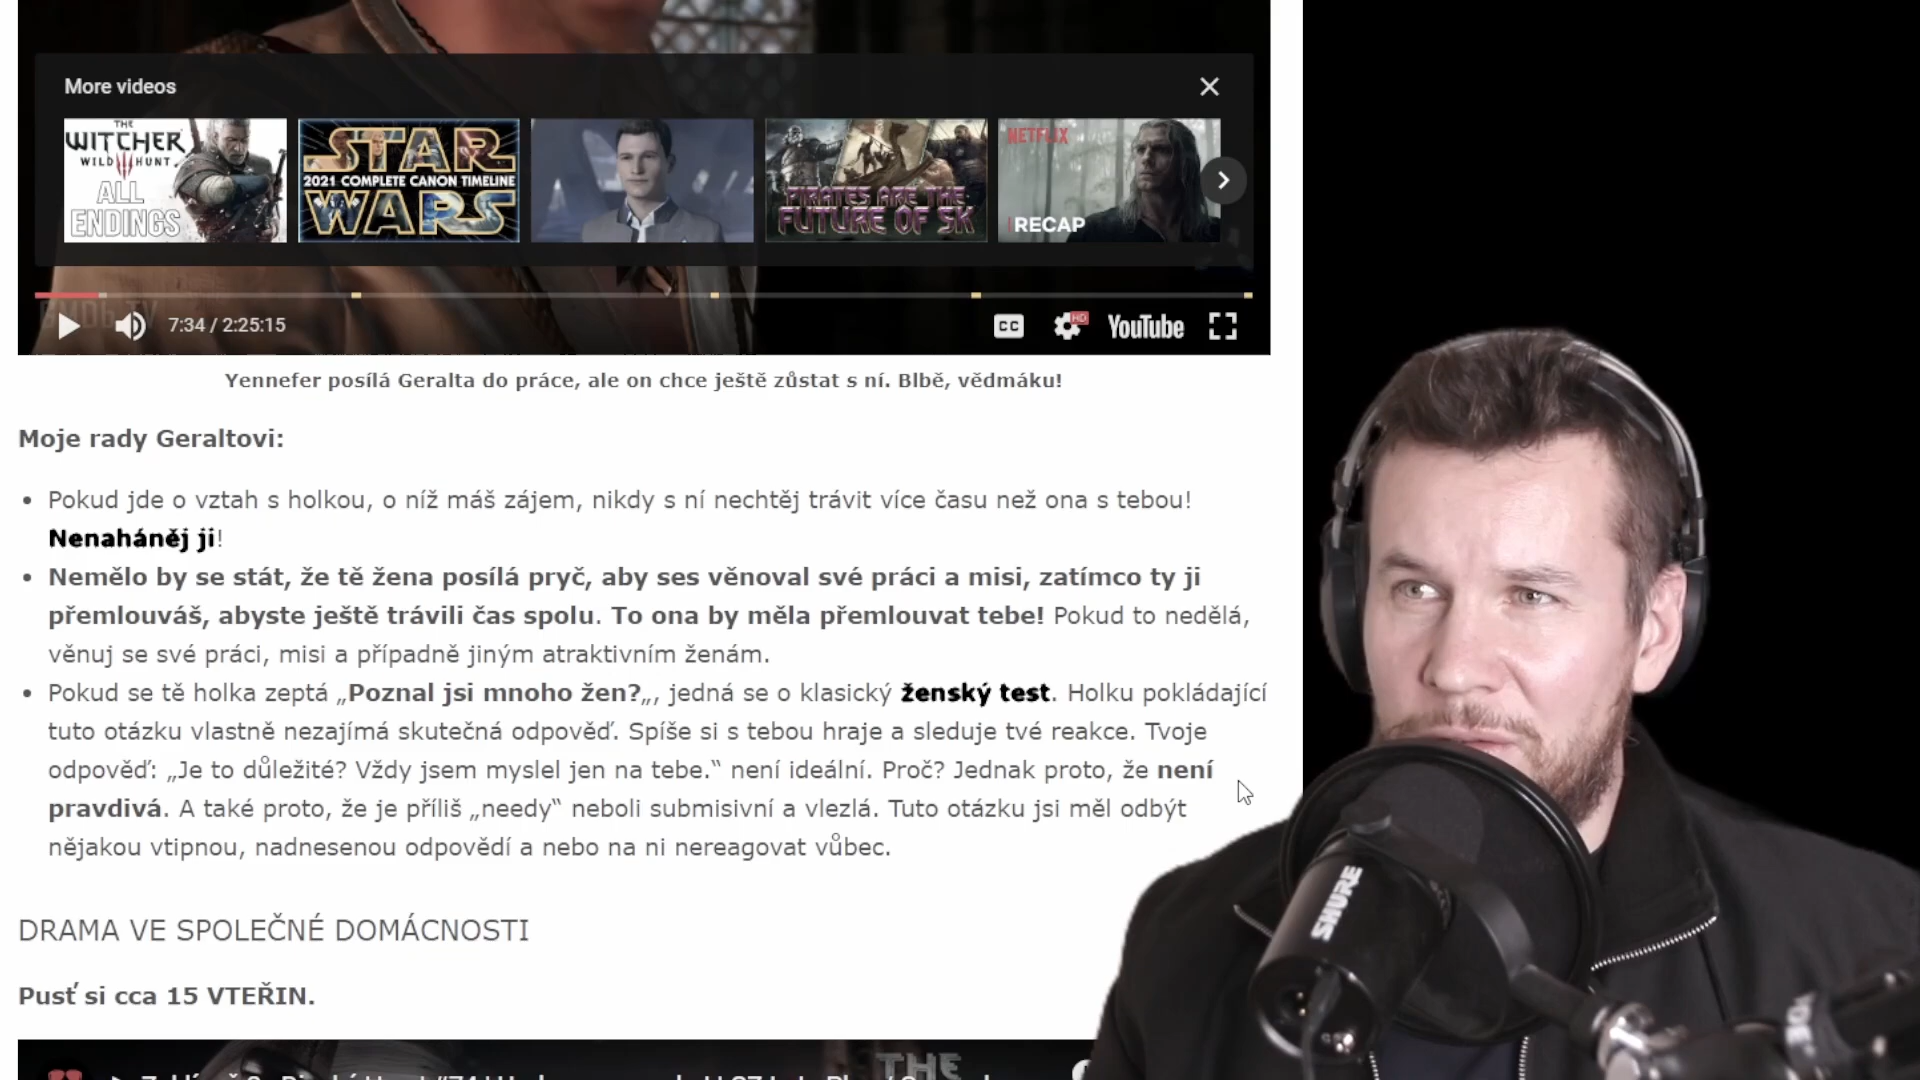 More videos
THE
WITCHER
WILD HUNT
ALL
ENDINGS
STAR
2021 COMPLETE CANON TIMELINE
WARS
PIRATES ARE THE
FUTURE OF SK
NETFLIX
RECAP
7:34 / 2:25:15
CC
HD
YouTube
Yennefer posílá Geralta do práce, ale on chce ještě zůstat s ní. Blbě, vědmáku!
Moje rady Geraltovi:
Pokud jde o vztah s holkou, o níž máš zájem, nikdy s ní nechtěj trávit více času než ona s tebou!
Nenaháněj ji!
Nemělo by se stát, že tě žena posílá pryč, aby ses věnoval své práci a misi, zatímco ty ji
přemlouváš, abyste ještě trávili čas spolu. To ona by měla přemlouvat tebe! Pokud to nedělá,
věnuj se své práci, misi a případně jiným atraktivním ženám.
Pokud se tě holka zeptá „Poznal jsi mnoho žen?„, jedná se o klasický ženský test. Holku pokládající
tuto otázku vlastně nezajímá skutečná odpověď. Spíše si s tebou hraje a sleduje tvé reakce. Tvoje
odpověď: „Je to důležité? Vždy jsem myslel jen na tebe.“ není ideální. Proč? Jednak proto, že není
pravdivá. A také proto, že je příliš „needy“ neboli submisivní a vlezlá. Tuto otázku jsi měl odbýt
nějakou vtipnou, nadnesenou odpovědí a nebo na ni nereagovat vůbec.
DRAMA VE SPOLEČNÉ DOMÁCNOSTI
Pusť si cca 15 VTEŘIN.
SHURE
THE